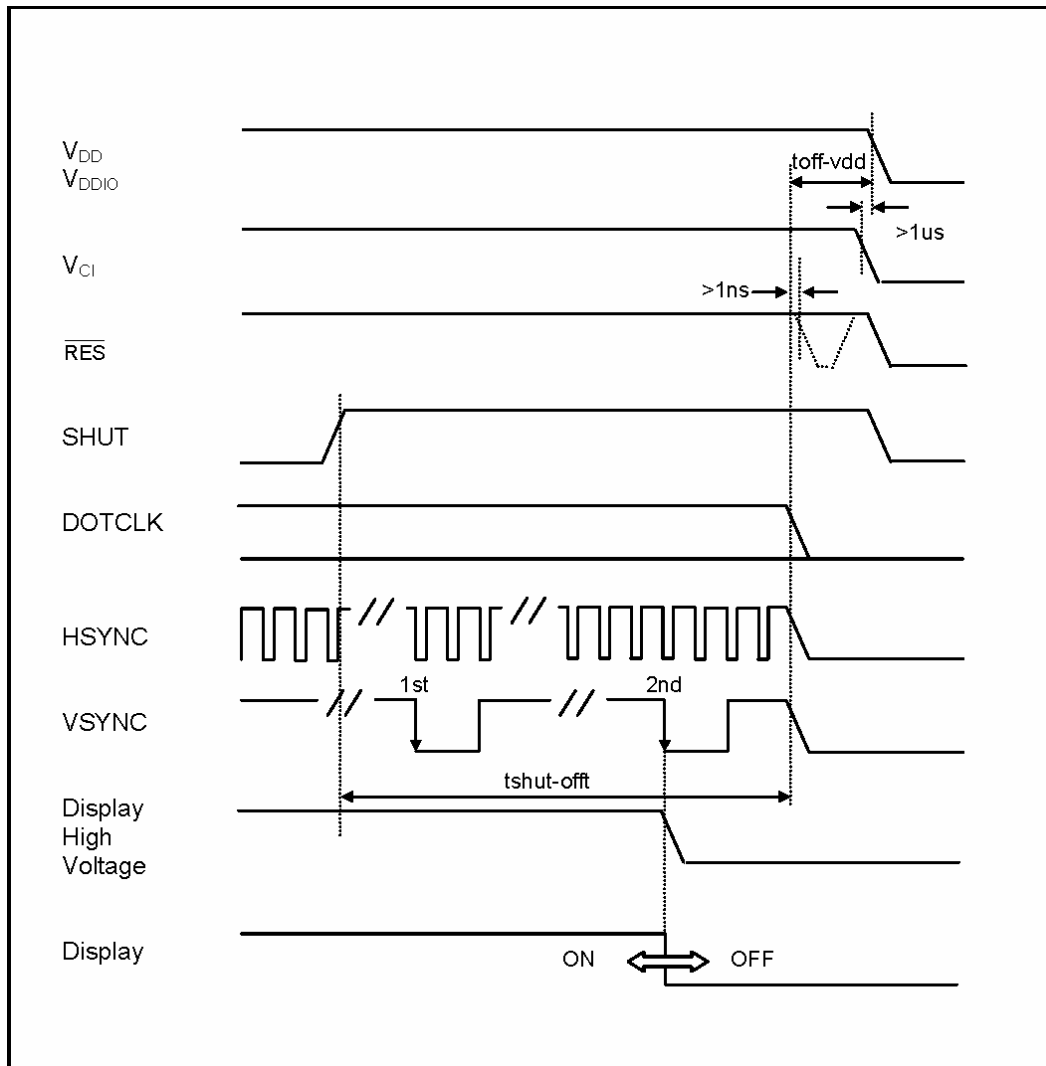 VDD
VDDIO
toff-vdd
>1us
VCI
>1ns
RES
SHUT
DOTCLK
HSYNC
VSYNC
1st
2nd
tshut-offt
Display
High
Voltage
Display
ON
OFF